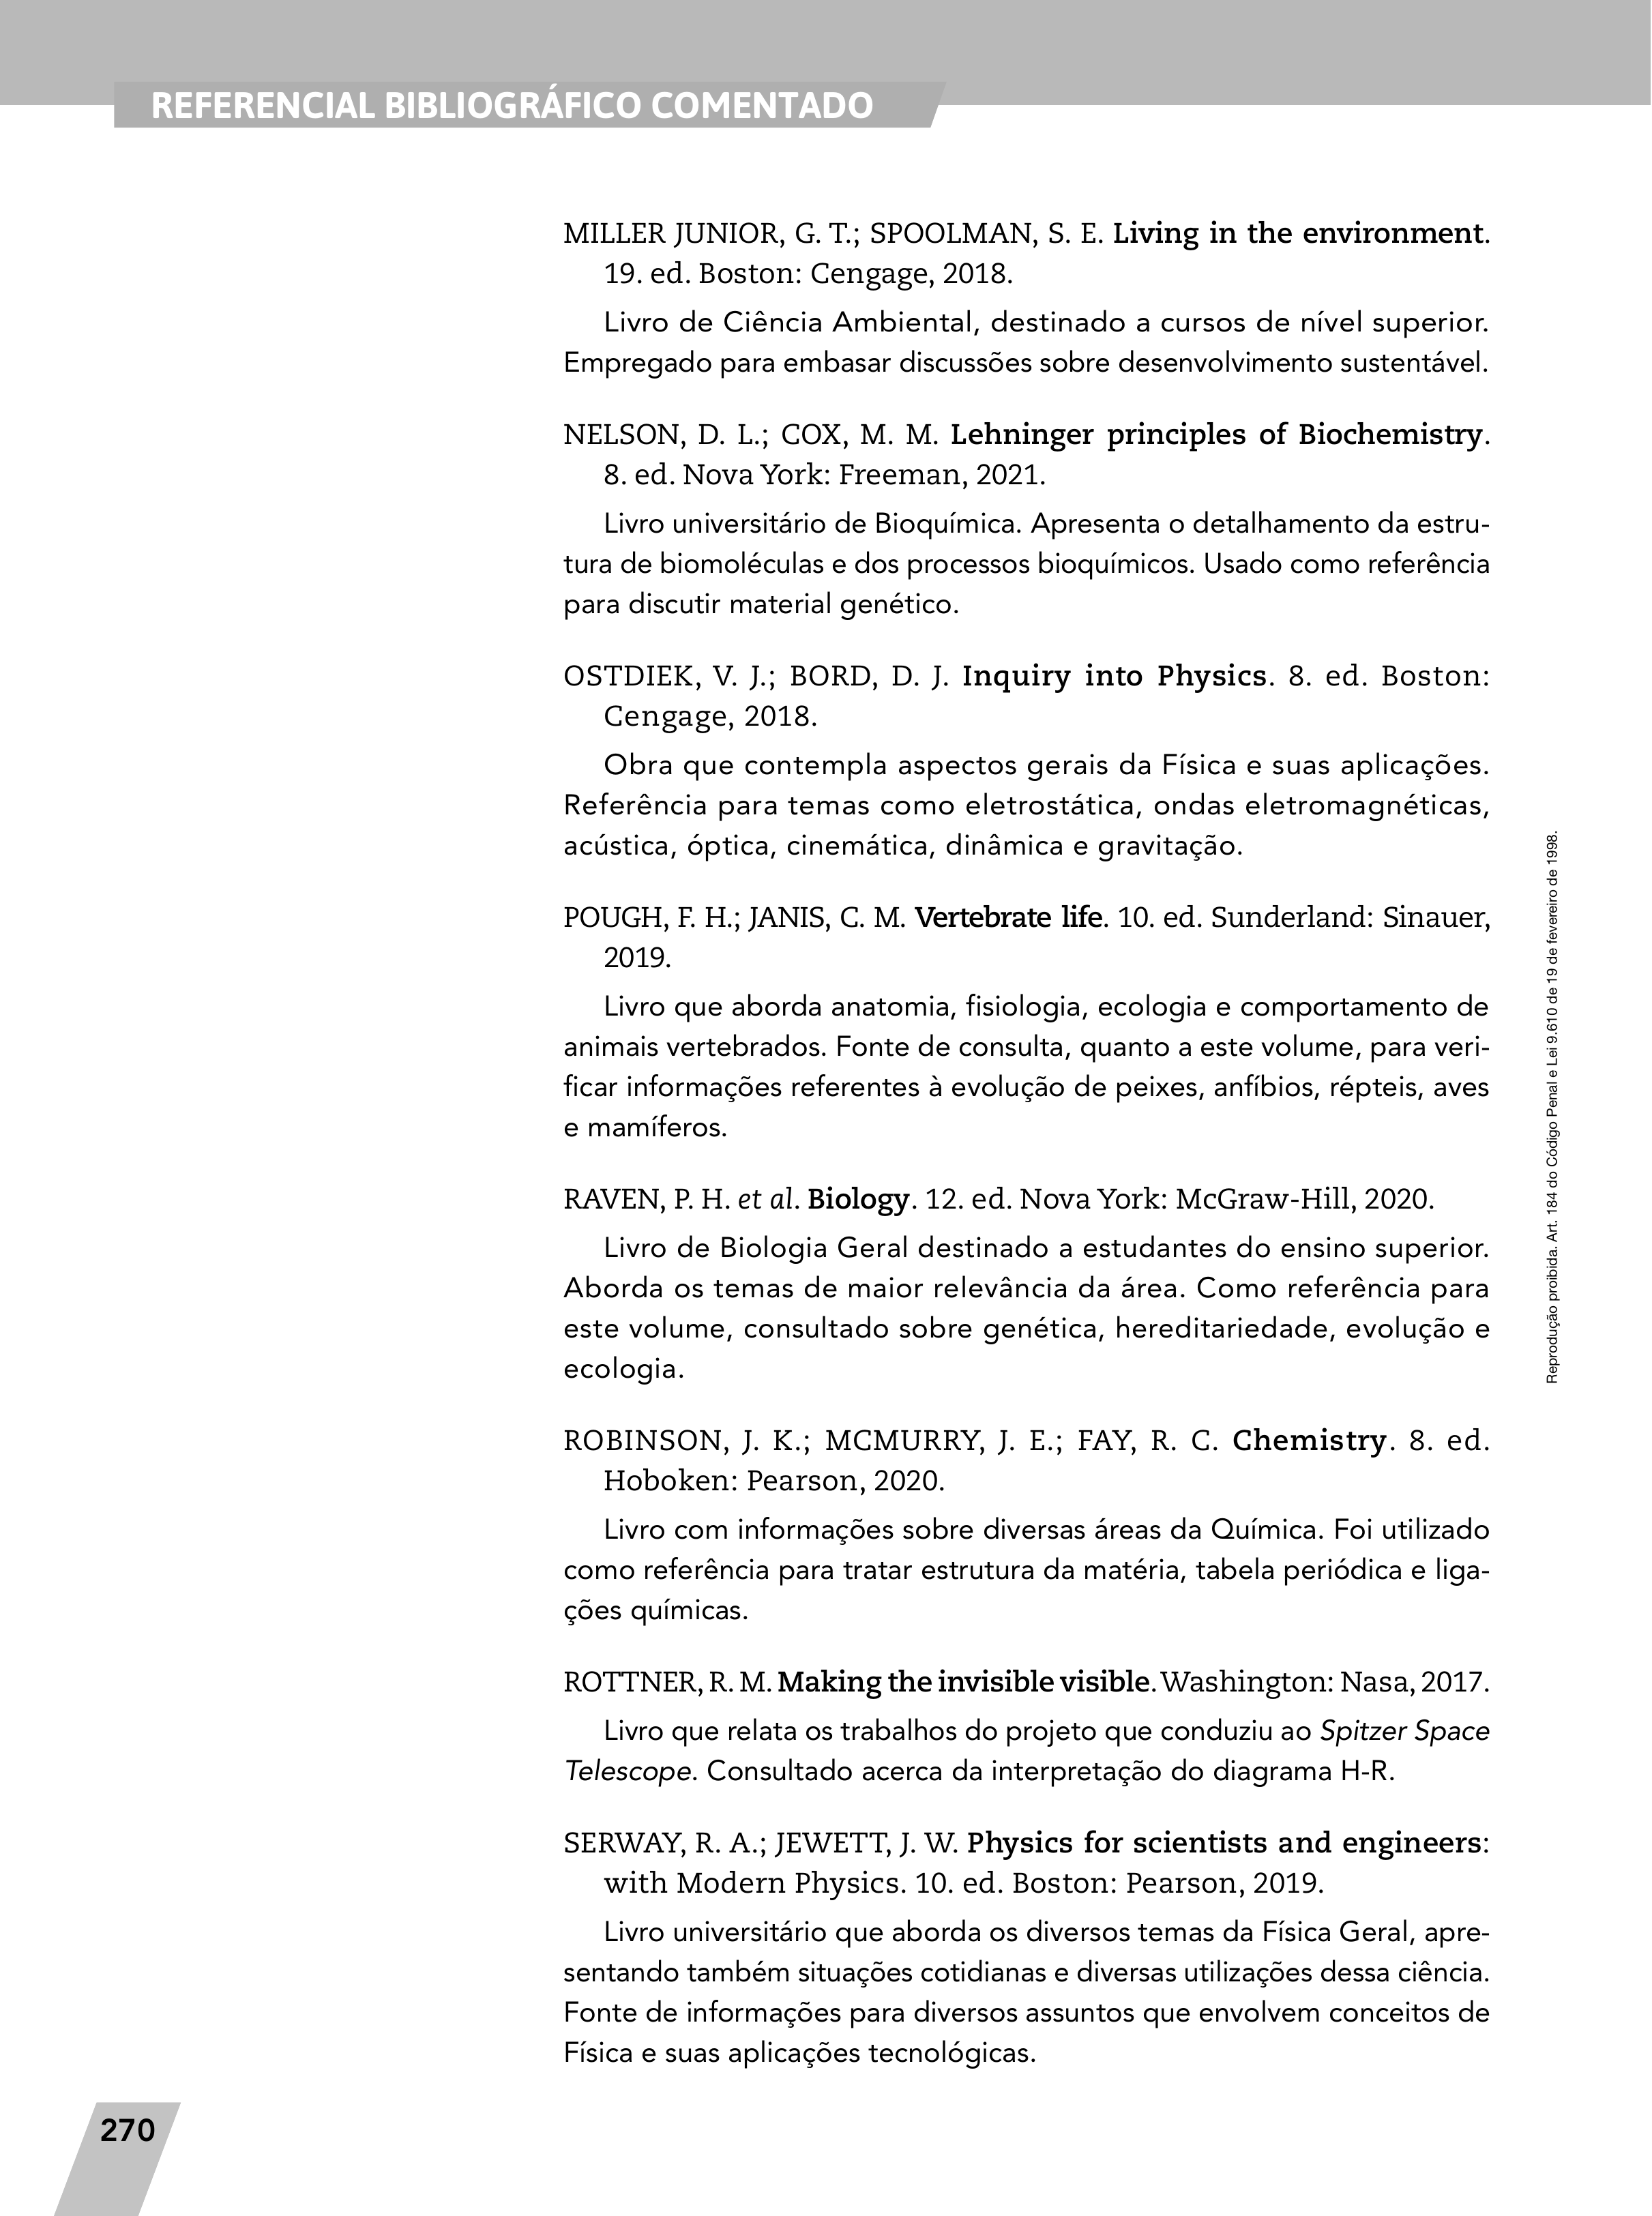 REFERENCIAL BIBLIOGRÁFICO COMENTADO
MILLER JUNIOR, G. T.; SPOOLMAN, S. E. Living in the environment.
19. ed. Boston: Cengage, 2018.
Livro de Ciência Ambiental, destinado a cursos de nível superior.
Empregado para embasar discussões sobre desenvolvimento sustentável.
NELSON, D. L.; COX, M. M. Lehninger principles of Biochemistry.
8. ed. Nova York: Freeman, 2021.
Livro universitário de Bioquímica. Apresenta o detalhamento da estru-
tura de biomoléculas e dos processos bioquímicos. Usado como referência
para discutir material genético.
OSTDIEK, V. J.; BORD, D. J. Inquiry into Physics. 8. ed. Boston:
Cengage, 2018.
Obra que contempla aspectos gerais da Física e suas aplicações.
Referência para temas como eletrostática, ondas eletromagnéticas,
acústica, óptica, cinemática, dinâmica e gravitação.
POUGH, F. H.; JANIS, C. M. Vertebrate life. 10. ed. Sunderland: Sinauer,
2019.
Livro que aborda anatomia, fisiologia, ecologia e comportamento de
animais vertebrados. Fonte de consulta, quanto a este volume, para veri-
ficar informações referentes à evolução de peixes, anfíbios, répteis, aves
e mamíferos.
RAVEN, P. H. et al. Biology. 12. ed. Nova York: McGraw-Hill, 2020.
Livro de Biologia Geral destinado a estudantes do ensino superior.
Aborda os temas de maior relevância da área. Como referência para
este volume, consultado sobre genética, hereditariedade, evolução e
ecologia.
ROBINSON, J. K.; MCMURRY, J. E.; FAY, R. C. Chemistry. 8. ed.
Hoboken: Pearson, 2020.
Livro com informações sobre diversas áreas da Química. Foi utilizado
como referência para tratar estrutura da matéria, tabela periódica e liga-
ções químicas.
ROTTNER, R. M. Making the invisible visible. Washington: Nasa, 2017.
Livro que relata os trabalhos do projeto que conduziu ao Spitzer Space
Telescope. Consultado acerca da interpretação do diagrama H-R.
SERWAY, R. A.; JEWETT, J. W. Physics for scientists and engineers:
with Modern Physics. 10. ed. Boston: Pearson, 2019.
Livro universitário que aborda os diversos temas da Física Geral, apre-
sentando também situações cotidianas e diversas utilizações dessa ciência.
Fonte de informações para diversos assuntos que envolvem conceitos de
Física e suas aplicações tecnológicas.
Reprodução proibida. Art. 184 do Código Penal e Lei 9.610 de 19 de fevereiro de 1998.
270